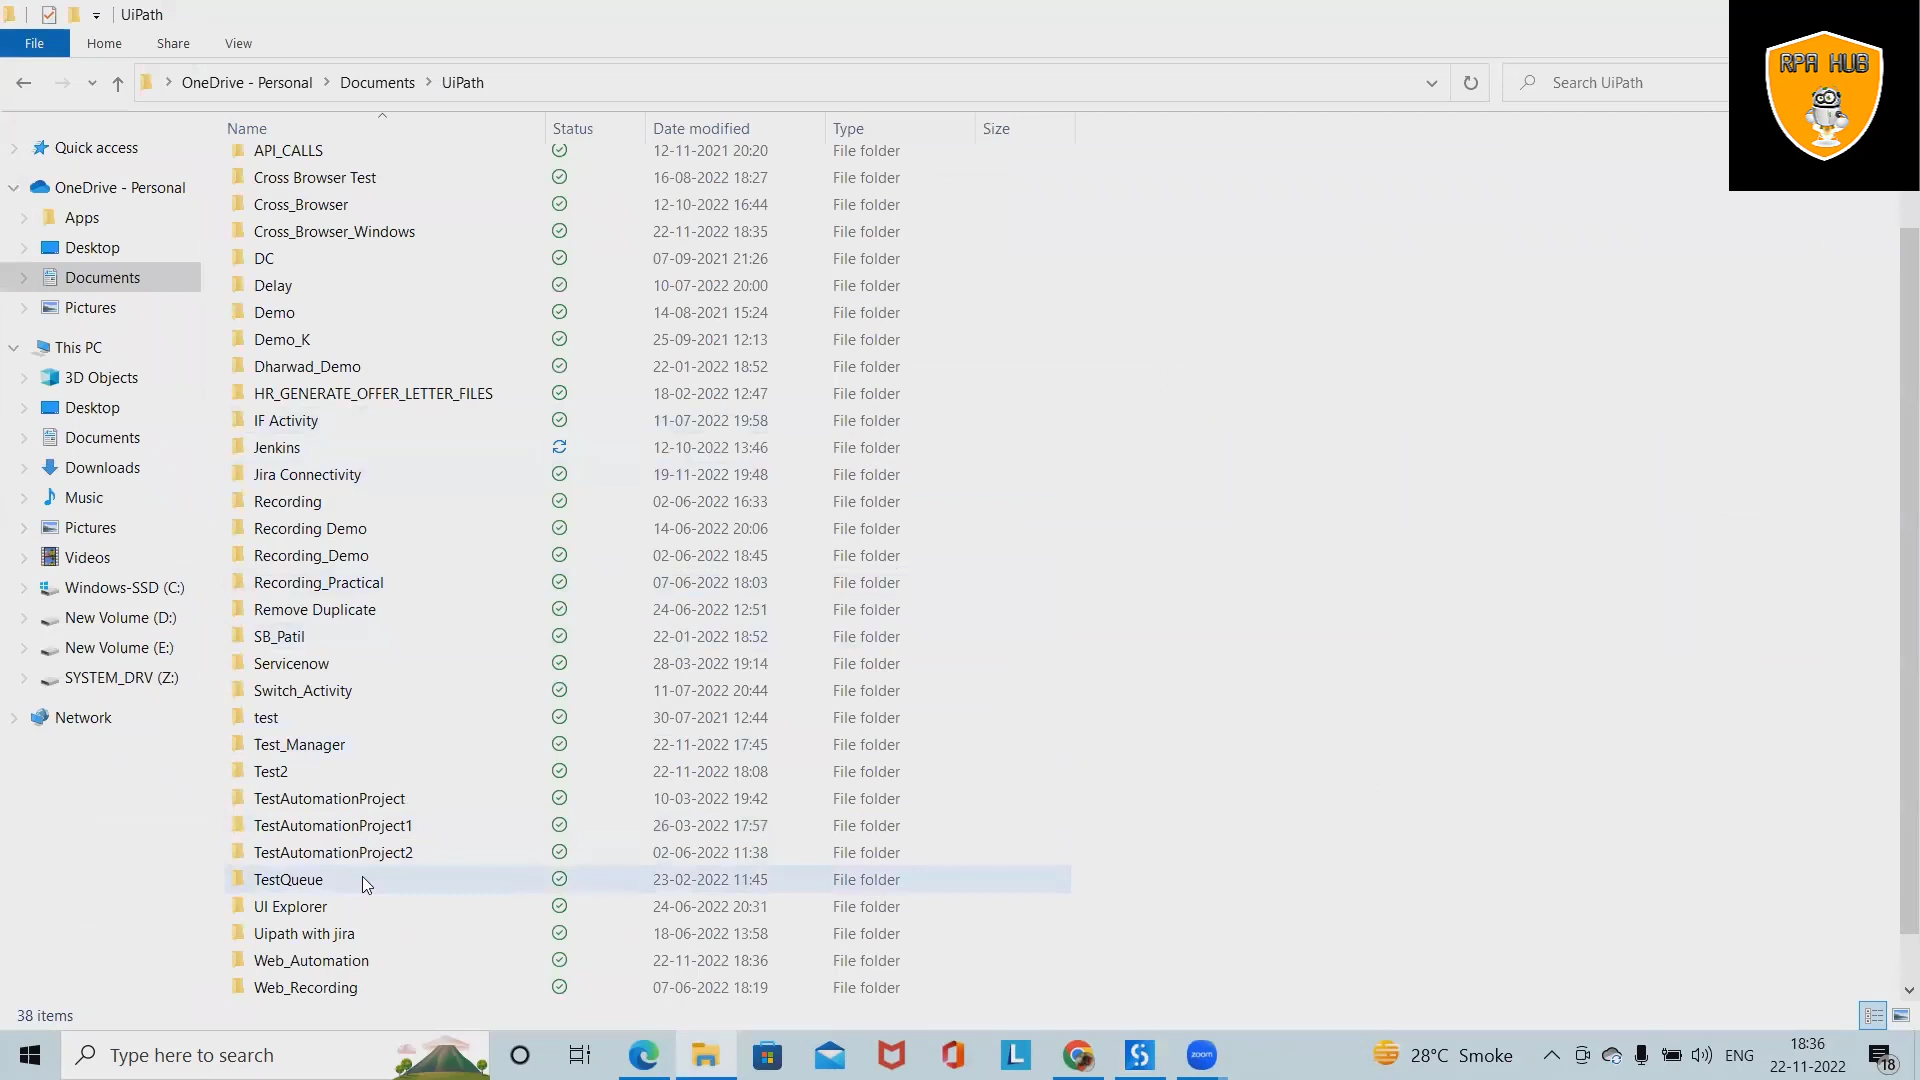 UiPath
File Home Share View
OneDrive - Personal Documents UiPath
Search UiPath
RPA HUB
Name Status Date modified Type Size
Quick access
OneDrive - Personal
Apps
Desktop
Documents
Pictures
This PC
3D Objects
Desktop
Documents
Downloads
Music
Pictures
Videos
Windows-SSD (C:)
New Volume (D:)
New Volume (E:)
SYSTEM_DRV (Z:)
Network
API_CALLS 12-11-2021 20:20 File folder
Cross Browser Test 16-08-2022 18:27 File folder
Cross_Browser 12-10-2022 16:44 File folder
Cross_Browser_Windows 22-11-2022 18:35 File folder
DC 07-09-2021 21:26 File folder
Delay 10-07-2022 20:00 File folder
Demo 14-08-2021 15:24 File folder
Demo_K 25-09-2021 12:13 File folder
Dharwad_Demo 22-01-2022 18:52 File folder
HR_GENERATE_OFFER_LETTER_FILES 18-02-2022 12:47 File folder
IF Activity 11-07-2022 19:58 File folder
Jenkins 12-10-2022 13:46 File folder
Jira Connectivity 19-11-2022 19:48 File folder
Recording 02-06-2022 16:33 File folder
Recording Demo 14-06-2022 20:06 File folder
Recording_Demo 02-06-2022 18:45 File folder
Recording_Practical 07-06-2022 18:03 File folder
Remove Duplicate 24-06-2022 12:51 File folder
SB_Patil 22-01-2022 18:52 File folder
Servicenow 28-03-2022 19:14 File folder
Switch_Activity 11-07-2022 20:44 File folder
test 30-07-2021 12:44 File folder
Test_Manager 22-11-2022 17:45 File folder
Test2 22-11-2022 18:08 File folder
TestAutomationProject 10-03-2022 19:42 File folder
TestAutomationProject1 26-03-2022 17:57 File folder
TestAutomationProject2 02-06-2022 11:38 File folder
TestQueue 23-02-2022 11:45 File folder
UI Explorer 24-06-2022 20:31 File folder
Uipath with jira 18-06-2022 13:58 File folder
Web_Automation 22-11-2022 18:36 File folder
Web_Recording 07-06-2022 18:19 File folder
38 items
Type here to search
L
zoom
28°C Smoke
ENG
18:36
22-11-2022
18